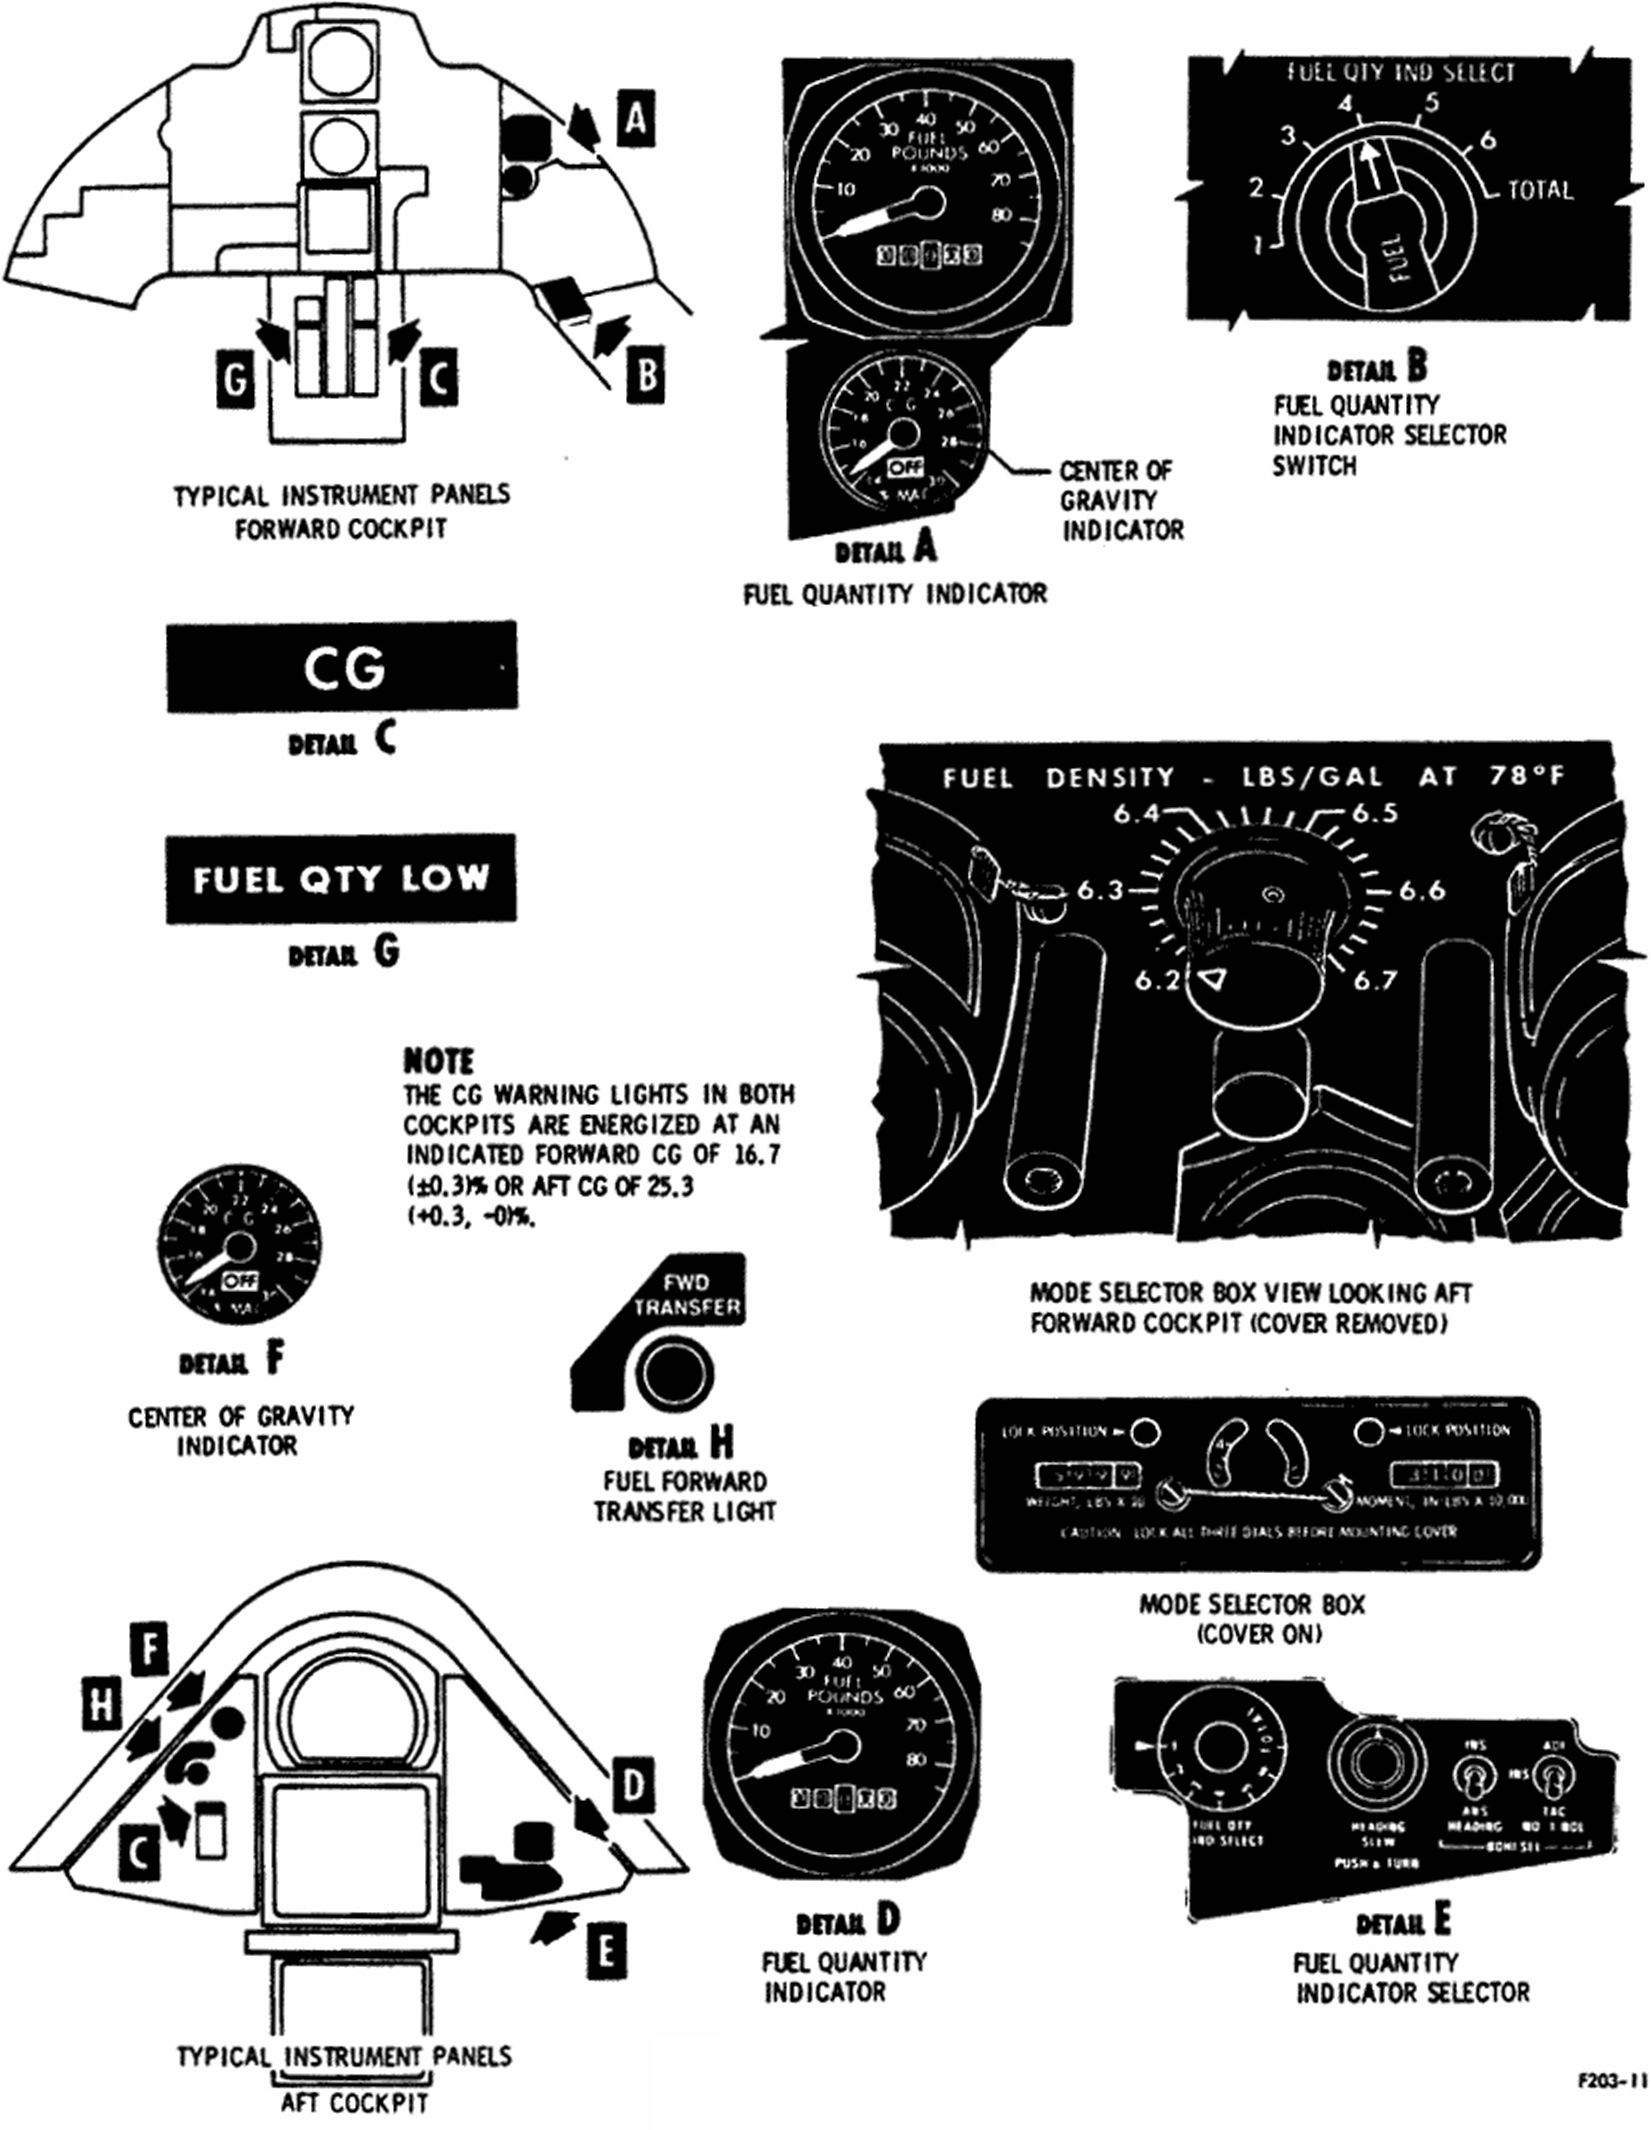 A
G
C
B
TYPICAL INSTRUMENT PANELS
FORWARD COCKPIT
40
30 50
FUEL
20 POUNDS 60
X1000
10 70
80
22
20 24
C G
18 26
16 28
OFF
14 30
% MAC
CENTER OF
GRAVITY
INDICATOR
DETAIL A
FUEL QUANTITY INDICATOR
FUEL QTY IND SELECT
4 5
3 6
2 TOTAL
1
FUEL
DETAIL B
FUEL QUANTITY
INDICATOR SELECTOR
SWITCH
CG
DETAIL C
FUEL QTY LOW
DETAIL G
FUEL DENSITY - LBS/GAL AT 78°F
6.4 6.5
6.3 6.6
6.2 6.7
MODE SELECTOR BOX VIEW LOOKING AFT
FORWARD COCKPIT (COVER REMOVED)
NOTE
THE CG WARNING LIGHTS IN BOTH
COCKPITS ARE ENERGIZED AT AN
INDICATED FORWARD CG OF 16.7
(±0.3)% OR AFT CG OF 25.3
(+0.3, -0)%.
22
20 24
C G
18 26
16 28
OFF
% MAC
DETAIL F
CENTER OF GRAVITY
INDICATOR
FWD
TRANSFER
DETAIL H
FUEL FORWARD
TRANSFER LIGHT
LOCK POSITION LOCK POSITION
WEIGHT, LBS X MOMENT, IN-LBS X 10,000
CAUTION LOCK ALL THREE DIALS BEFORE MOUNTING COVER
MODE SELECTOR BOX
(COVER ON)
F
H
C
D
E
TYPICAL INSTRUMENT PANELS
AFT COCKPIT
40
30 50
FUEL
20 POUNDS 60
X1000
10 70
80
DETAIL D
FUEL QUANTITY
INDICATOR
1
TOTAL
FUEL QTY
IND SELECT
HEADING
SLEW
PUSH & TURN
INS
ANS
HEADING
ADI
INS
TAC
BDHI SEL
DETAIL E
FUEL QUANTITY
INDICATOR SELECTOR
F203-11